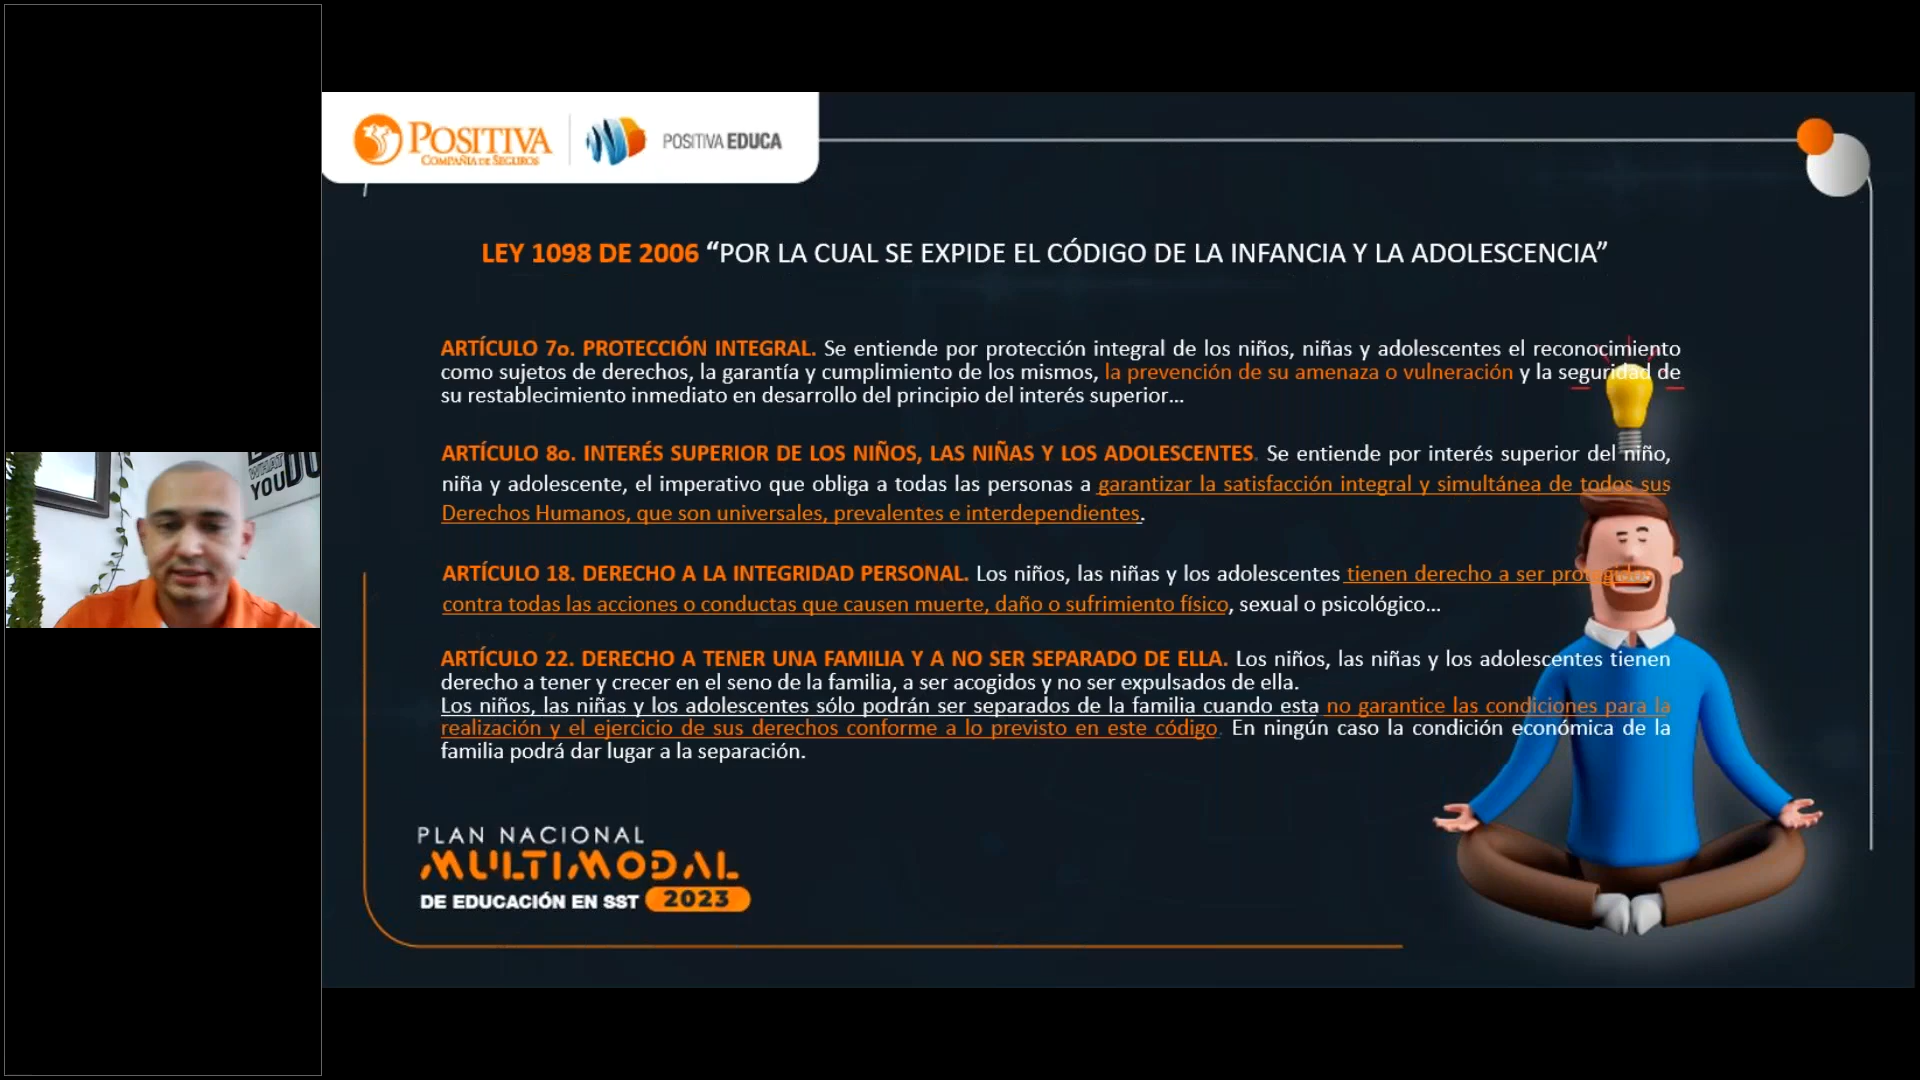 POSITIVA
COMPAÑÍA DE SEGUROS
POSITIVA EDUCA
LEY 1098 DE 2006 “POR LA CUAL SE EXPIDE EL CÓDIGO DE LA INFANCIA Y LA ADOLESCENCIA”
ARTÍCULO 7o. PROTECCIÓN INTEGRAL. Se entiende por protección integral de los niños, niñas y adolescentes el reconocimiento
como sujetos de derechos, la garantía y cumplimiento de los mismos, la prevención de su amenaza o vulneración y la seguridad de
su restablecimiento inmediato en desarrollo del principio del interés superior...
ARTÍCULO 8o. INTERÉS SUPERIOR DE LOS NIÑOS, LAS NIÑAS Y LOS ADOLESCENTES. Se entiende por interés superior del niño,
niña y adolescente, el imperativo que obliga a todas las personas a garantizar la satisfacción integral y simultánea de todos sus
Derechos Humanos, que son universales, prevalentes e interdependientes.
ARTÍCULO 18. DERECHO A LA INTEGRIDAD PERSONAL. Los niños, las niñas y los adolescentes tienen derecho a ser protegidos
contra todas las acciones o conductas que causen muerte, daño o sufrimiento físico, sexual o psicológico...
ARTÍCULO 22. DERECHO A TENER UNA FAMILIA Y A NO SER SEPARADO DE ELLA. Los niños, las niñas y los adolescentes tienen
derecho a tener y crecer en el seno de la familia, a ser acogidos y no ser expulsados de ella.
Los niños, las niñas y los adolescentes sólo podrán ser separados de la familia cuando esta no garantice las condiciones para la
realización y el ejercicio de sus derechos conforme a lo previsto en este código. En ningún caso la condición económica de la
familia podrá dar lugar a la separación.
PLAN NACIONAL
MULTIMODAL
DE EDUCACIÓN EN SST 2023
WHAT
YOU DO